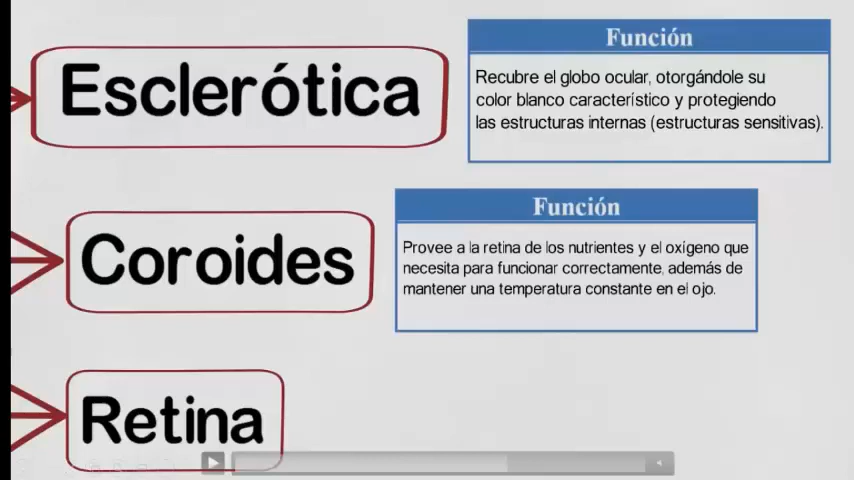 Esclerótica
Función
Recubre el globo ocular, otorgándole su
color blanco característico y protegiendo
las estructuras internas (estructuras sensitivas).
Coroides
Función
Provee a la retina de los nutrientes y el oxígeno que
necesita para funcionar correctamente, además de
mantener una temperatura constante en el ojo.
Retina